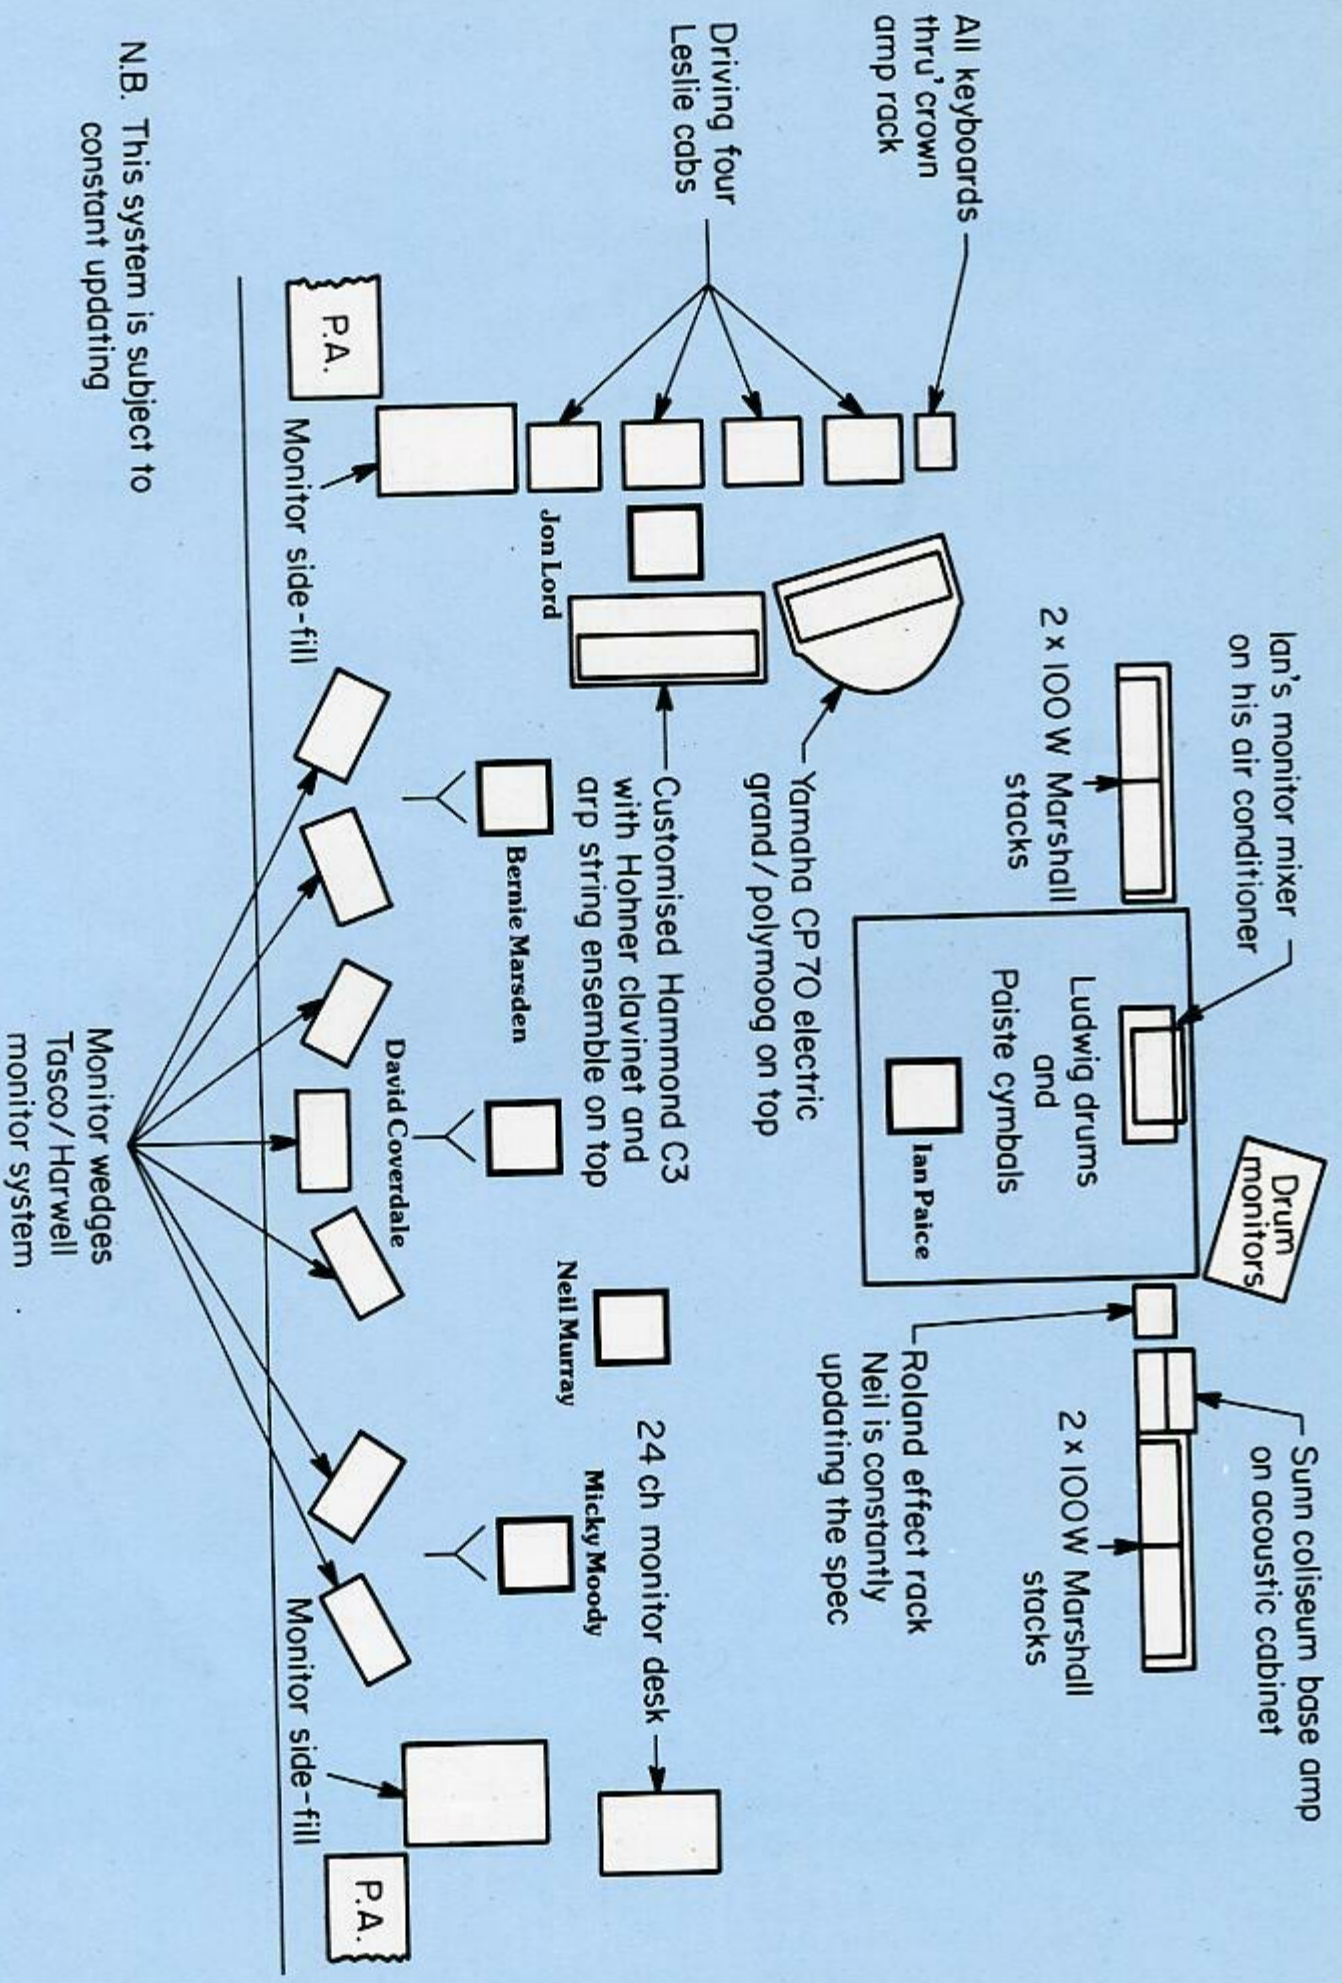 Ian's monitor mixer
on his air conditioner
Drum
monitors
Sunn coliseum base amp
on acoustic cabinet
2 x 100W Marshall
stacks
Ludwig drums
and
Paiste cymbals
Ian Paice
2 x 100W Marshall
stacks
All keyboards
thru' crown
amp rack
Roland effect rack
Neil is constantly
updating the spec
Yamaha CP 70 electric
grand / polymoog on top
Driving four
Leslie cabs
Customised Hammond C3
with Hohner clavinet and
arp string ensemble on top
24 ch monitor desk
Jon Lord
Bernie Marsden
David Coverdale
Neil Murray
Micky Moody
P.A.
Monitor side-fill
Monitor side-fill
P.A.
N.B. This system is subject to
constant updating
Monitor wedges
Tasco / Harwell
monitor system